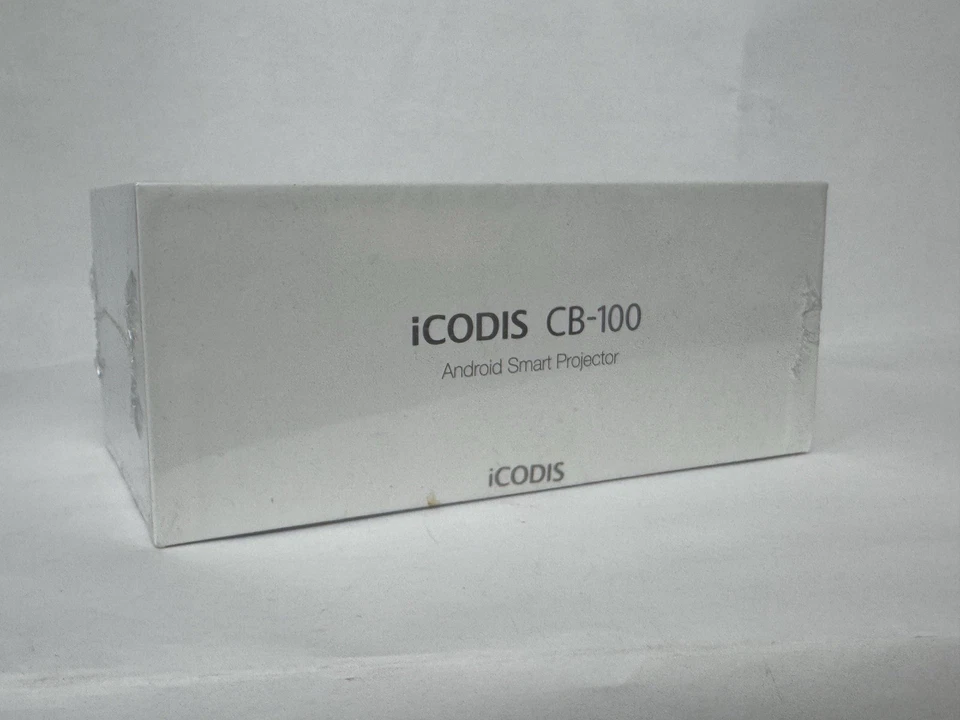 iCODIS CB-100
Android Smart Projector
iCODIS